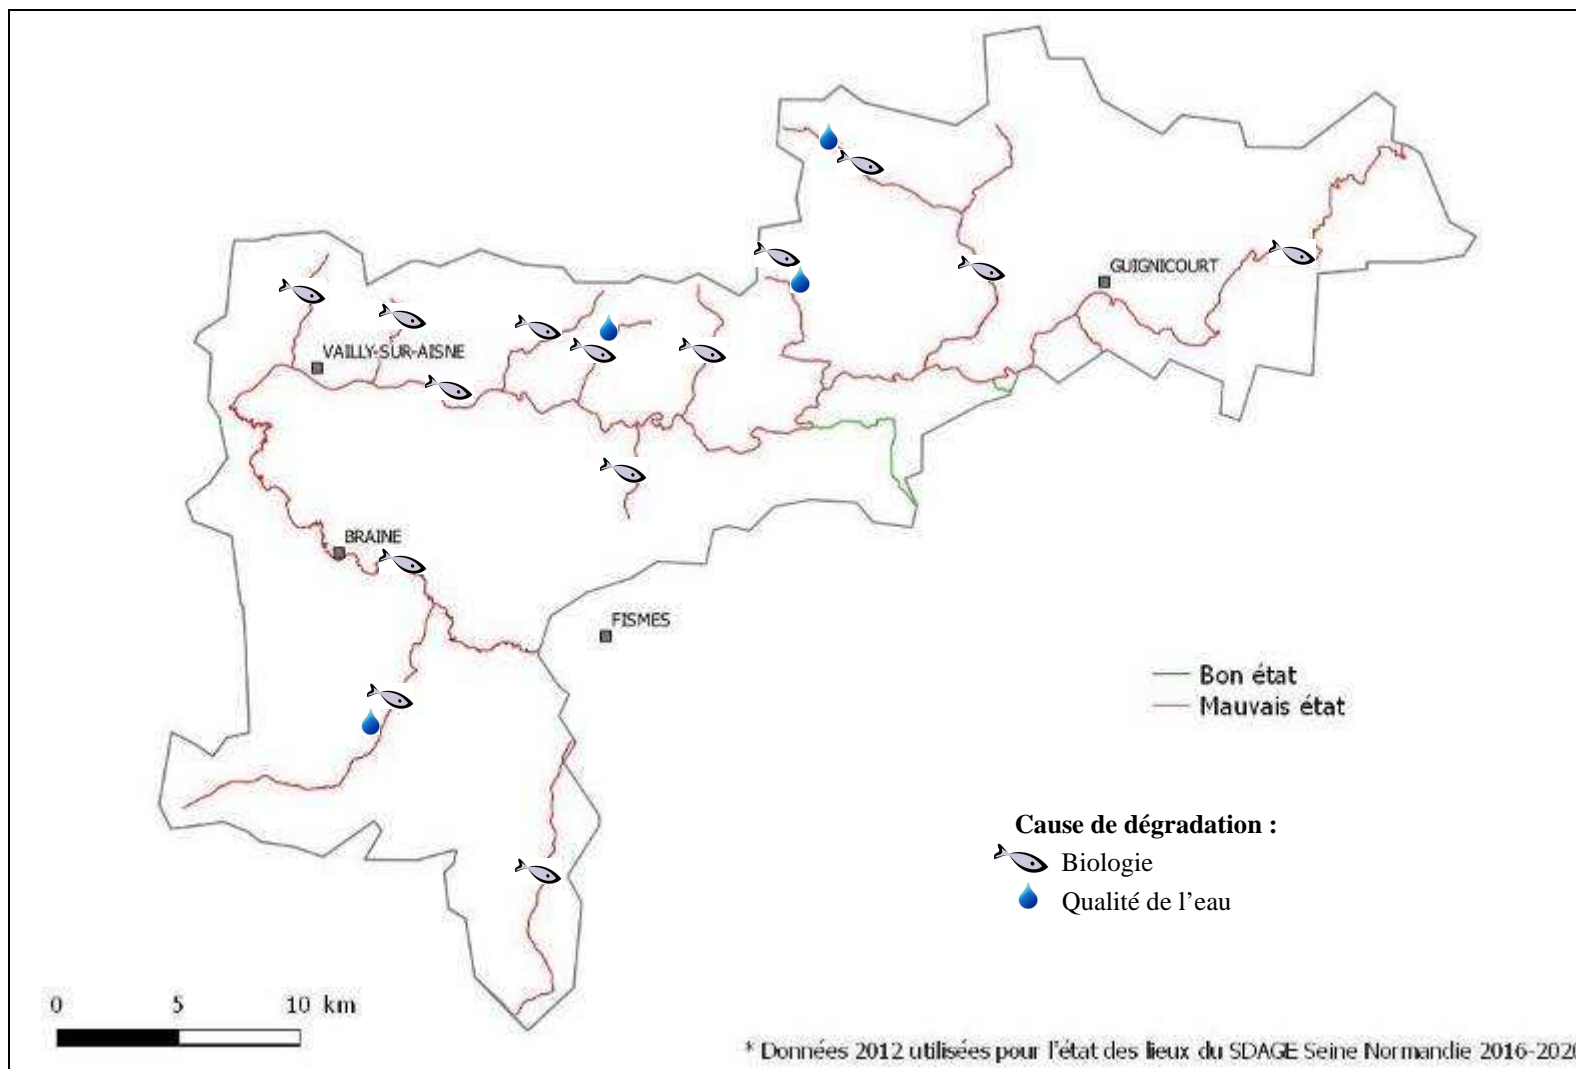 GUIGNICOURT
VAILLY-SUR-AISNE
BRAINE
FISMES
Bon état
Mauvais état
Cause de dégradation :
Biologie
Qualité de l'eau
0 5 10 km
* Données 2012 utilisées pour l'état des lieux du SDAGE Seine Normandie 2016-2020